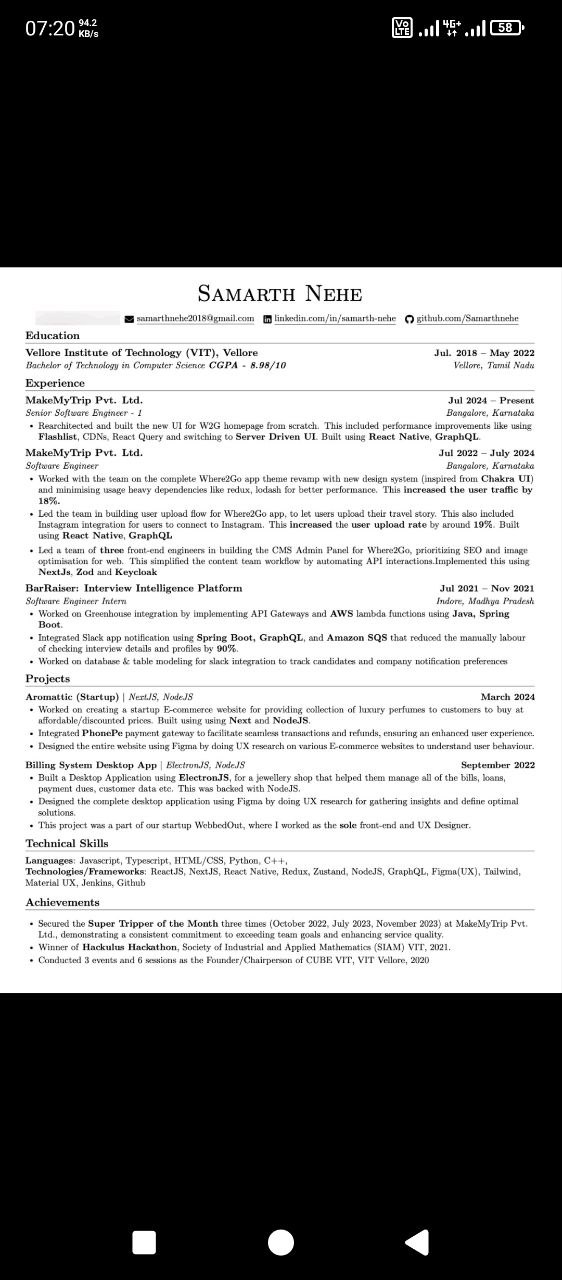 07:20 94.2 KB/s Vo LTE 4G+ 58
SAMARTH NEHE
samarthnehe2018@gmail.com linkedin.com/in/samarth-nehe github.com/Samarthnehe
Education
Vellore Institute of Technology (VIT), Vellore Jul. 2018 – May 2022
Bachelor of Technology in Computer Science CGPA - 8.98/10 Vellore, Tamil Nadu
Experience
MakeMyTrip Pvt. Ltd. Jul 2024 – Present
Senior Software Engineer - 1 Bangalore, Karnataka
• Rearchitected and built the new UI for W2G homepage from scratch. This included performance improvements like using
Flashlist, CDNs, React Query and switching to Server Driven UI. Built using React Native, GraphQL.
MakeMyTrip Pvt. Ltd. Jul 2022 – July 2024
Software Engineer Bangalore, Karnataka
• Worked with the team on the complete Where2Go app theme revamp with new design system (inspired from Chakra UI)
and minimising usage heavy dependencies like redux, lodash for better performance. This increased the user traffic by
18%.
• Led the team in building user upload flow for Where2Go app, to let users upload their travel story. This also included
Instagram integration for users to connect to Instagram. This increased the user upload rate by around 19%. Built
using React Native, GraphQL
• Led a team of three front-end engineers in building the CMS Admin Panel for Where2Go, prioritizing SEO and image
optimisation for web. This simplified the content team workflow by automating API interactions.Implemented this using
NextJs, Zod and Keycloak
BarRaiser: Interview Intelligence Platform Jul 2021 – Nov 2021
Software Engineer Intern Indore, Madhya Pradesh
• Worked on Greenhouse integration by implementing API Gateways and AWS lambda functions using Java, Spring
Boot.
• Integrated Slack app notification using Spring Boot, GraphQL, and Amazon SQS that reduced the manually labour
of checking interview details and profiles by 90%.
• Worked on database & table modeling for slack integration to track candidates and company notification preferences
Projects
Aromattic (Startup) | NextJS, NodeJS March 2024
• Worked on creating a startup E-commerce website for providing collection of luxury perfumes to customers to buy at
affordable/discounted prices. Built using using Next and NodeJS.
• Integrated PhonePe payment gateway to facilitate seamless transactions and refunds, ensuring an enhanced user experience.
• Designed the entire website using Figma by doing UX research on various E-commerce websites to understand user behaviour.
Billing System Desktop App | ElectronJS, NodeJS September 2022
• Built a Desktop Application using ElectronJS, for a jewellery shop that helped them manage all of the bills, loans,
payment dues, customer data etc. This was backed with NodeJS.
• Designed the complete desktop application using Figma by doing UX research for gathering insights and define optimal
solutions.
• This project was a part of our startup WebbedOut, where I worked as the sole front-end and UX Designer.
Technical Skills
Languages: Javascript, Typescript, HTML/CSS, Python, C++,
Technologies/Frameworks: ReactJS, NextJS, React Native, Redux, Zustand, NodeJS, GraphQL, Figma(UX), Tailwind,
Material UX, Jenkins, Github
Achievements
• Secured the Super Tripper of the Month three times (October 2022, July 2023, November 2023) at MakeMyTrip Pvt.
Ltd., demonstrating a consistent commitment to exceeding team goals and enhancing service quality.
• Winner of Hackulus Hackathon, Society of Industrial and Applied Mathematics (SIAM) VIT, 2021.
• Conducted 3 events and 6 sessions as the Founder/Chairperson of CUBE VIT, VIT Vellore, 2020